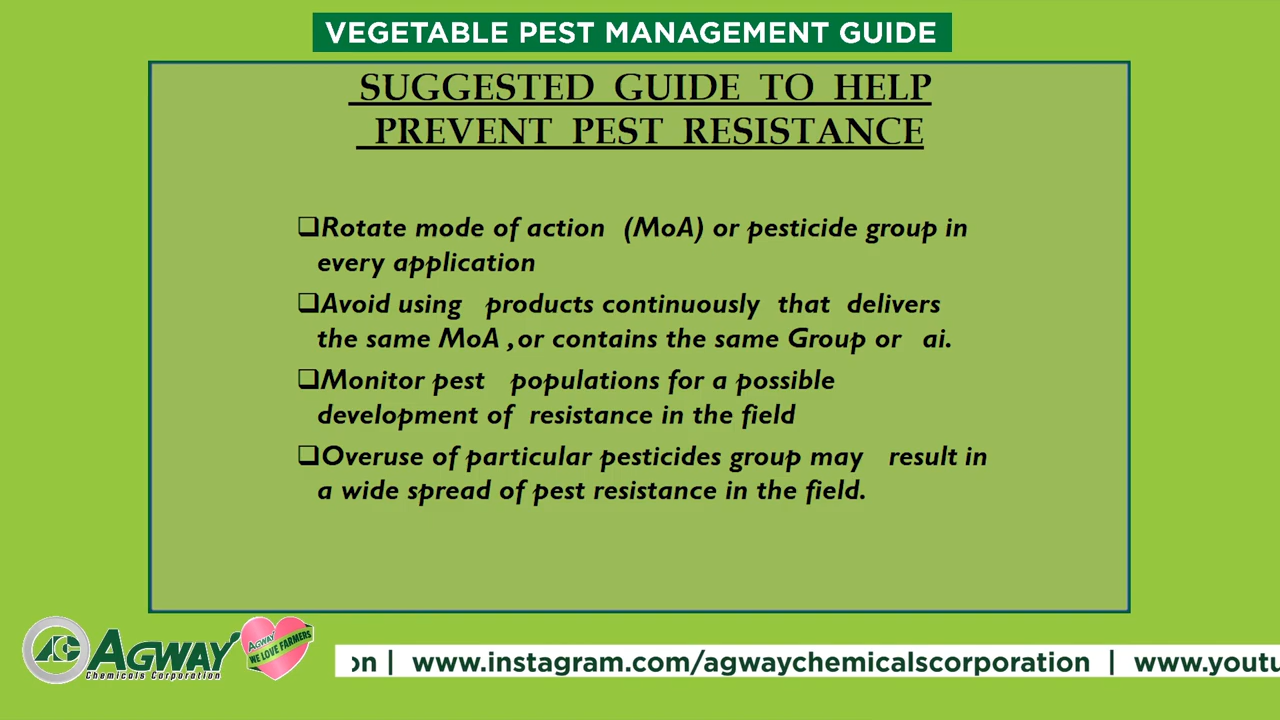 VEGETABLE PEST MANAGEMENT GUIDE
SUGGESTED GUIDE TO HELP
PREVENT PEST RESISTANCE
❑Rotate mode of action (MoA) or pesticide group in
every application
❑Avoid using products continuously that delivers
the same MoA , or contains the same Group or ai.
❑Monitor pest populations for a possible
development of resistance in the field
❑Overuse of particular pesticides group may result in
a wide spread of pest resistance in the field.
AGWAY
Chemicals Corporation
AGWAY
WE LOVE FARMERS
on | www.instagram.com/agwaychemicalscorporation | www.youtu